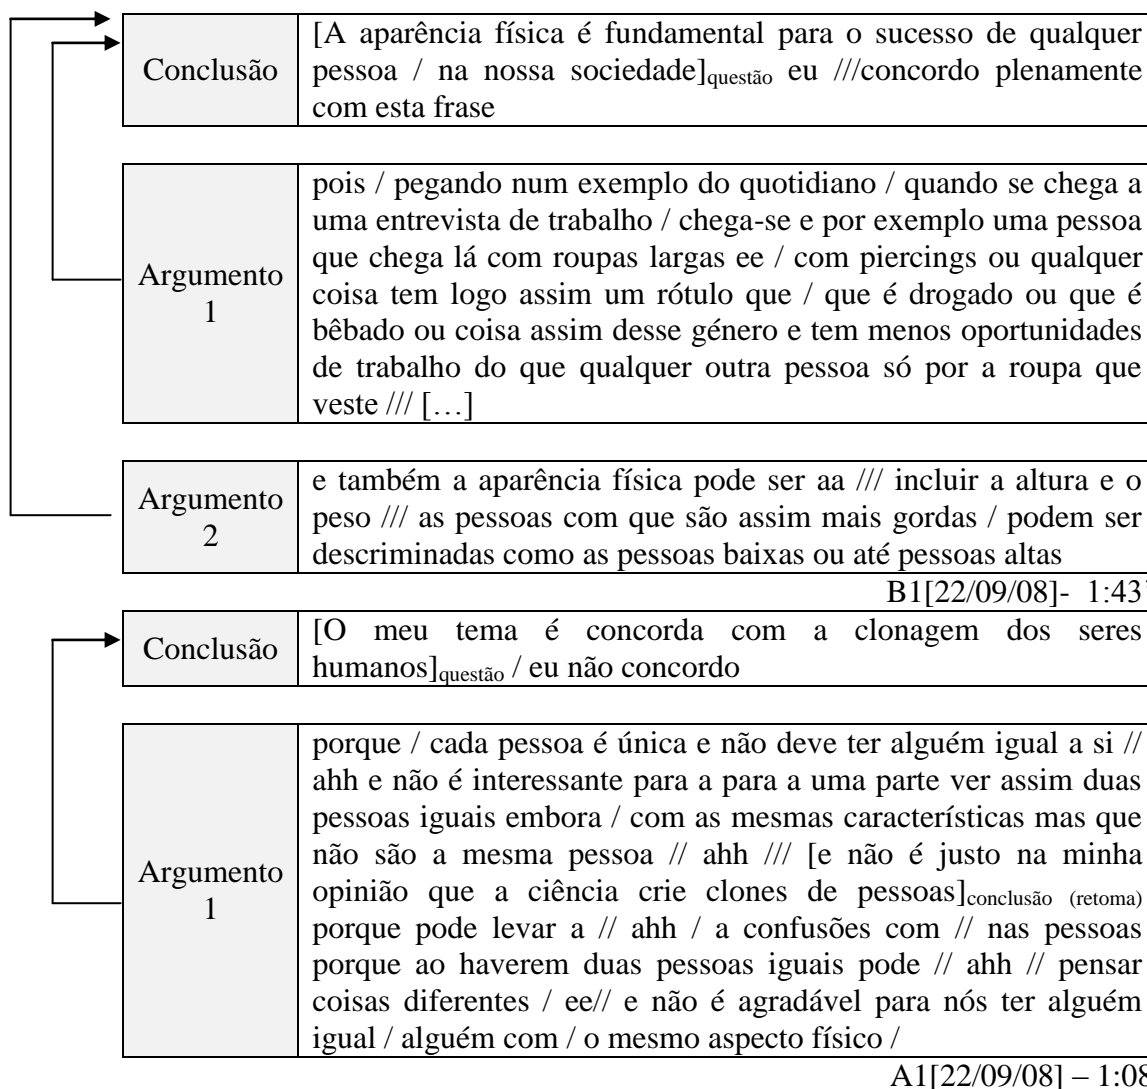 Conclusão
[A aparência física é fundamental para o sucesso de qualquer
pessoa / na nossa sociedade]questão eu ///concordo plenamente
com esta frase
Argumento
1
pois / pegando num exemplo do quotidiano / quando se chega a
uma entrevista de trabalho / chega-se e por exemplo uma pessoa
que chega lá com roupas largas ee / com piercings ou qualquer
coisa tem logo assim um rótulo que / que é drogado ou que é
bêbado ou coisa assim desse género e tem menos oportunidades
de trabalho do que qualquer outra pessoa só por a roupa que
veste /// […]
Argumento
2
e também a aparência física pode ser aa /// incluir a altura e o
peso /// as pessoas com que são assim mais gordas / podem ser
descriminadas como as pessoas baixas ou até pessoas altas
B1[22/09/08]- 1:43'
Conclusão
[O meu tema é concorda com a clonagem dos seres
humanos]questão / eu não concordo
Argumento
1
porque / cada pessoa é única e não deve ter alguém igual a si //
ahh e não é interessante para a para a uma parte ver assim duas
pessoas iguais embora / com as mesmas características mas que
não são a mesma pessoa // ahh /// [e não é justo na minha
opinião que a ciência crie clones de pessoas]conclusão (retoma)
porque pode levar a // ahh / a confusões com // nas pessoas
porque ao haverem duas pessoas iguais pode // ahh // pensar
coisas diferentes / ee// e não é agradável para nós ter alguém
igual / alguém com / o mesmo aspecto físico /
A1[22/09/08] – 1:08